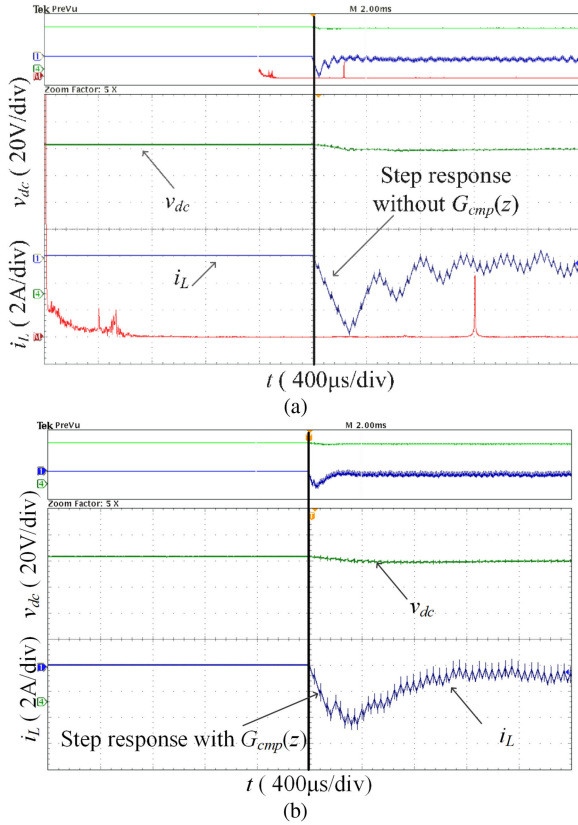 Tek PreVu
M 2.00ms
1
4
M
Zoom Factor: 5 X
v_dc ( 20V/div)
v_dc
Step response
without G_cmp(z)
1
i_L
i_L ( 2A/div)
4
M
t ( 400μs/div)
(a)
Tek PreVu
M 2.00ms
1
4
Zoom Factor: 5 X
v_dc ( 20V/div)
v_dc
1
i_L ( 2A/div)
4
Step response with G_cmp(z)
i_L
t ( 400μs/div)
(b)